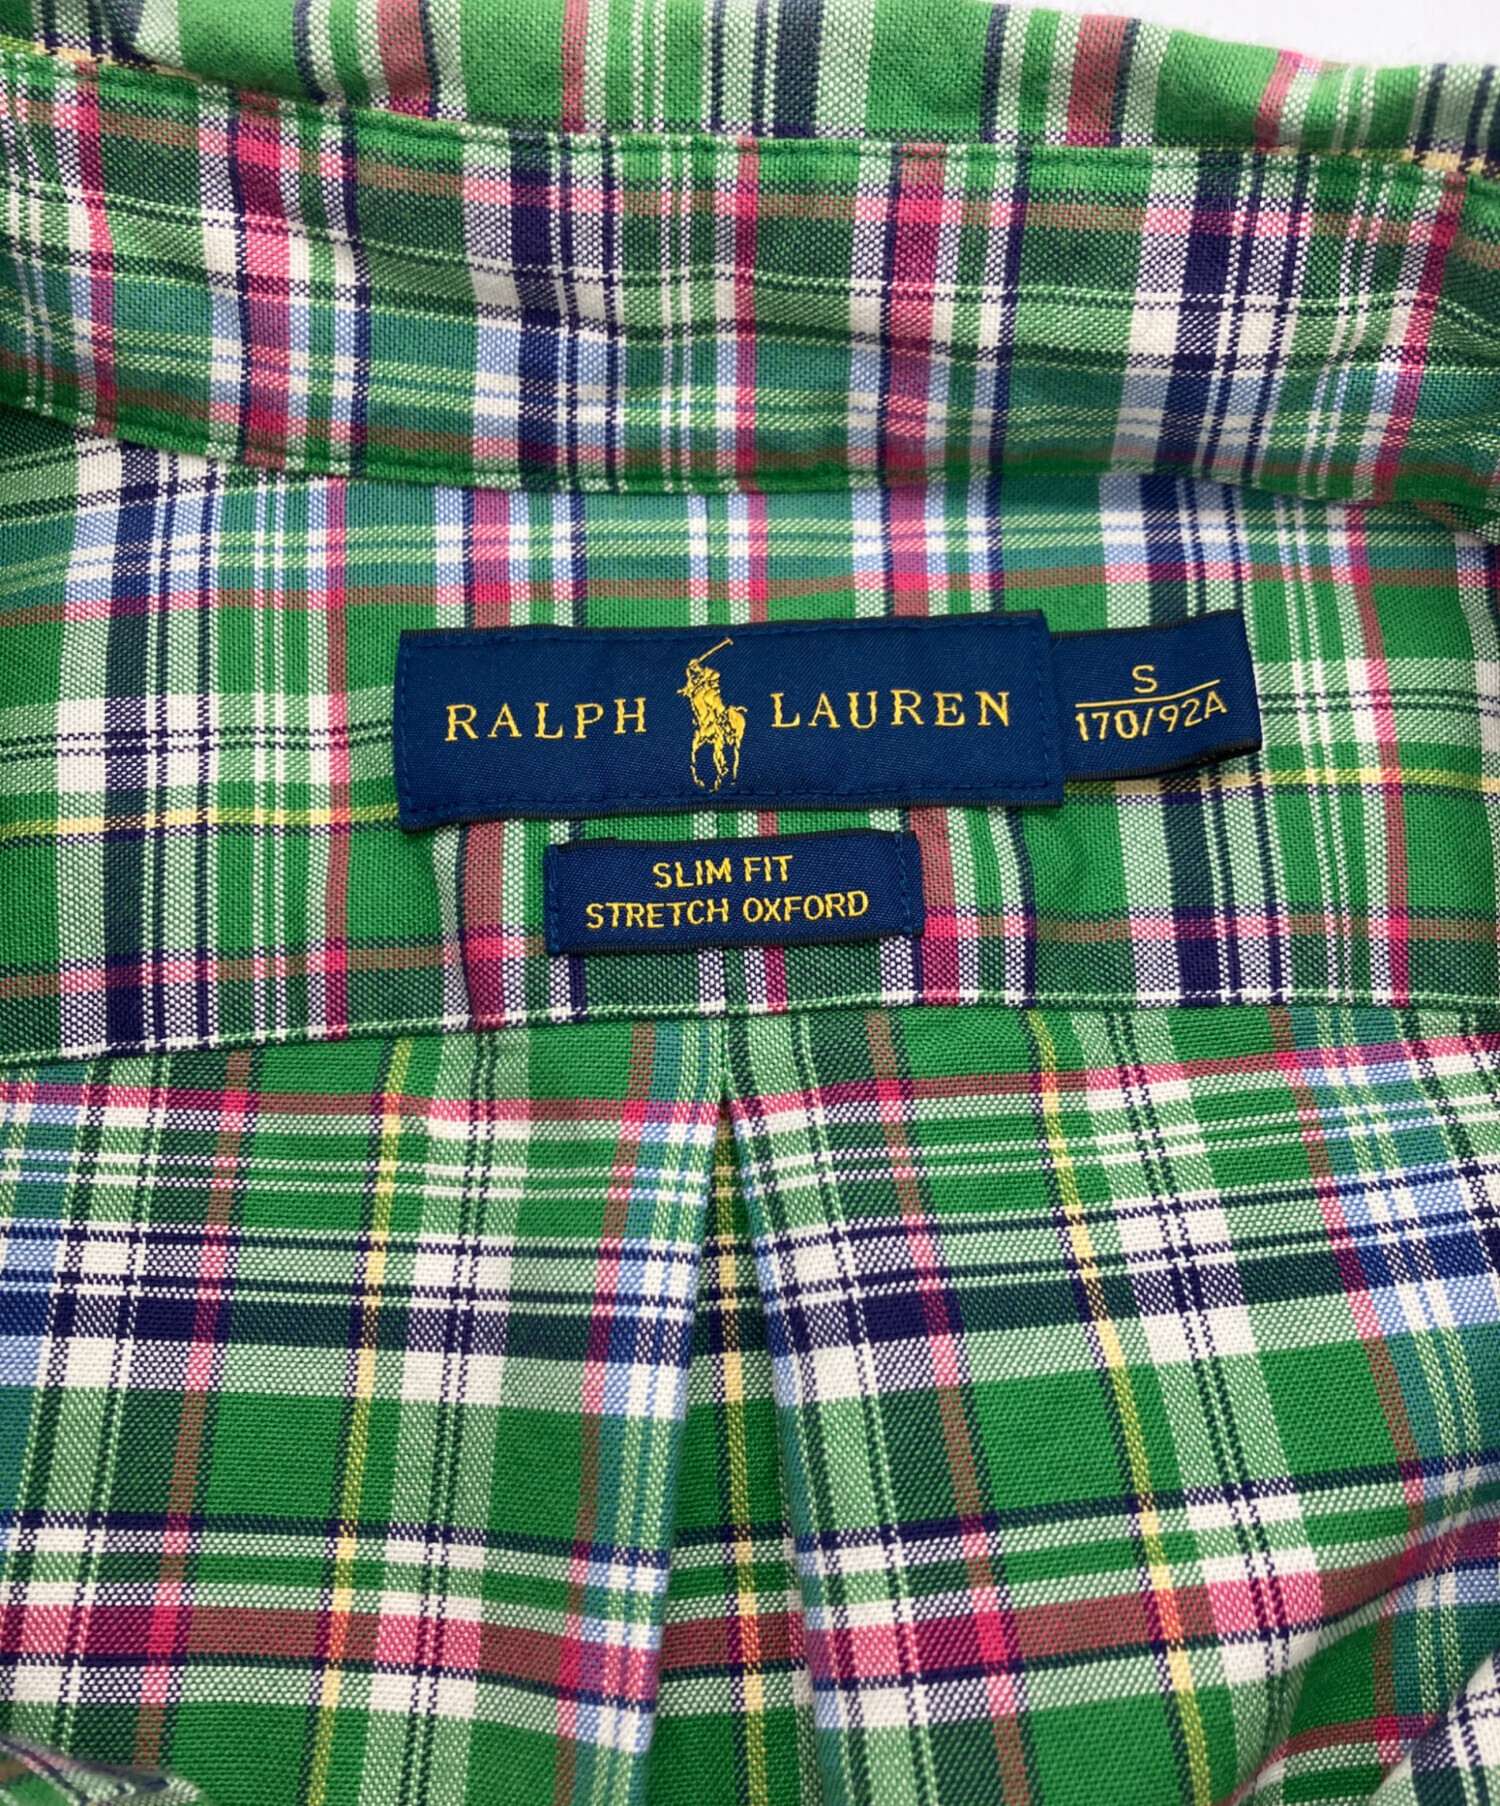 RALPH LAUREN
S
170/92A
SLIM FIT
STRETCH OXFORD